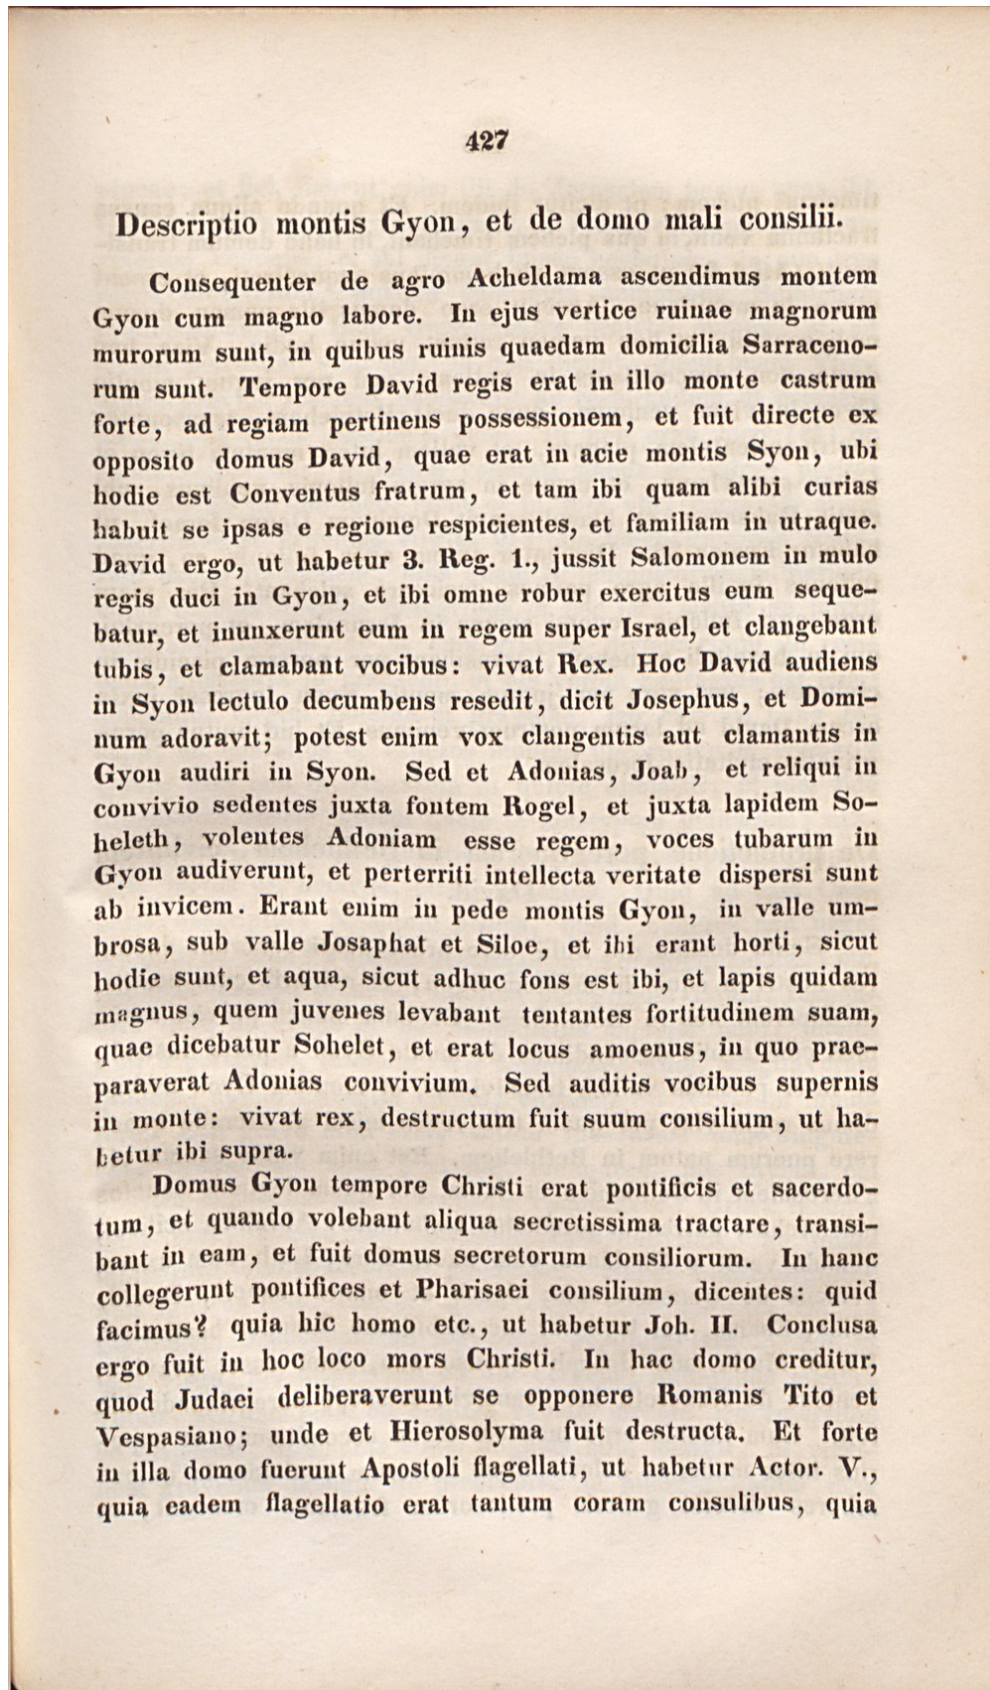 427
Descriptio montis Gyon, et de domo mali consilii.
Consequenter de agro Acheldama ascendimus montem
Gyon cum magno labore. In ejus vertice ruinae magnorum
murorum sunt, in quibus ruinis quaedam domicilia Sarraceno-
rum sunt. Tempore David regis erat in illo monte castrum
forte, ad regiam pertinens possessionem, et fuit directe ex
opposito domus David, quae erat in acie montis Syon, ubi
hodie est Conventus fratrum, et tam ibi quam alibi curias
habuit se ipsas e regione respicientes, et familiam in utraque.
David ergo, ut habetur 3. Reg. 1., jussit Salomonem in mulo
regis duci in Gyon, et ibi omne robur exercitus eum seque-
batur, et inunxerunt eum in regem super Israel, et clangebant
tubis, et clamabant vocibus: vivat Rex. Hoc David audiens
in Syon lectulo decumbens resedit, dicit Josephus, et Domi-
num adoravit; potest enim vox clangentis aut clamantis in
Gyon audiri in Syon. Sed et Adonias, Joab, et reliqui in
convivio sedentes juxta fontem Rogel, et juxta lapidem So-
heleth, volentes Adoniam esse regem, voces tubarum in
Gyon audiverunt, et perterriti intellecta veritate dispersi sunt
ab invicem. Erant enim in pede montis Gyon, in valle um-
brosa, sub valle Josaphat et Siloe, et ibi erant horti, sicut
hodie sunt, et aqua, sicut adhuc fons est ibi, et lapis quidam
magnus, quem juvenes levabant tentantes fortitudinem suam,
quae dicebatur Sohelet, et erat locus amoenus, in quo prae-
paraverat Adonias convivium. Sed auditis vocibus supernis
in monte: vivat rex, destructum fuit suum consilium, ut ha-
betur ibi supra.
Domus Gyon tempore Christi erat pontificis et sacerdo-
tum, et quando volebant aliqua secretissima tractare, transi-
bant in eam, et fuit domus secretorum consiliorum. In hanc
collegerunt pontifices et Pharisaei consilium, dicentes: quid
facimus? quia hic homo etc., ut habetur Joh. II. Conclusa
ergo fuit in hoc loco mors Christi. In hac domo creditur,
quod Judaei deliberaverunt se opponere Romanis Tito et
Vespasiano; unde et Hierosolyma fuit destructa. Et forte
in illa domo fuerunt Apostoli flagellati, ut habetur Actor. V.,
quia eadem flagellatio erat tantum coram consulibus, quia